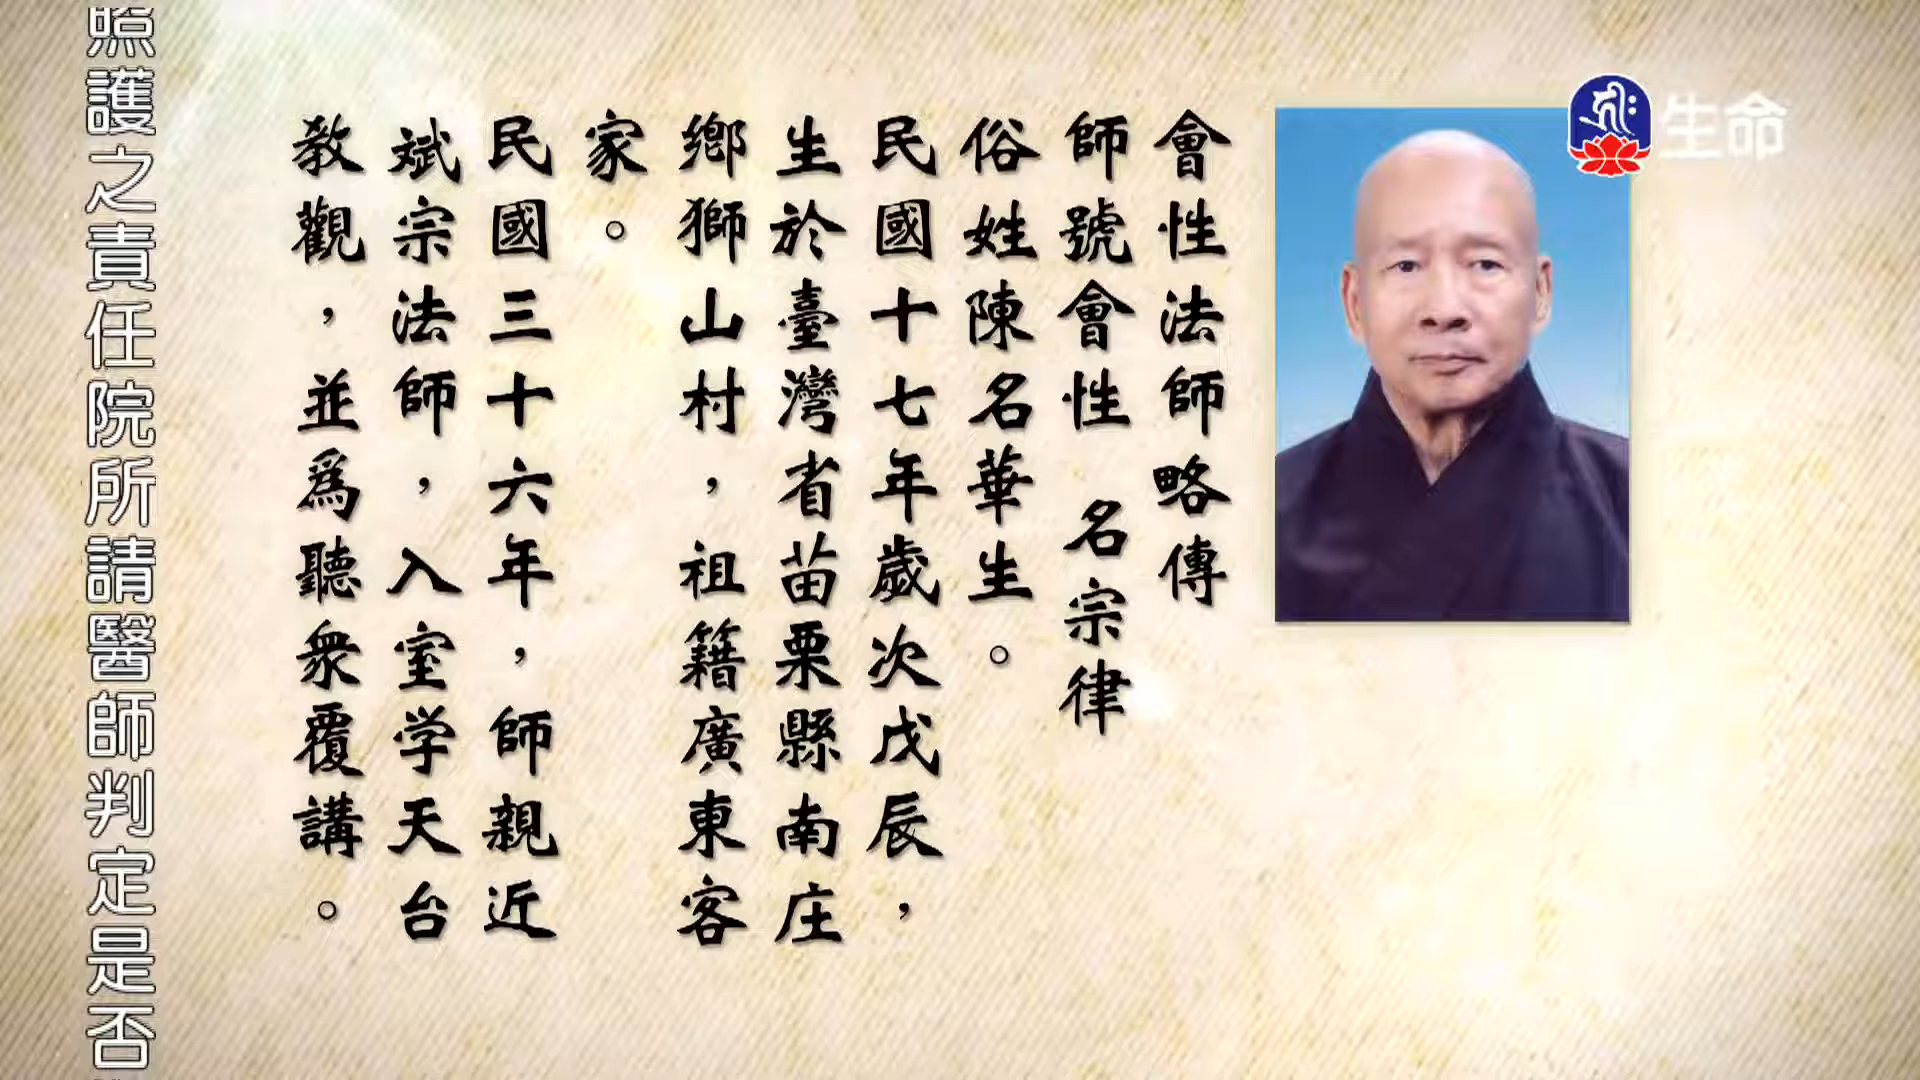 會性法師略傳
師號會性 名宗律
俗姓陳名華生。
民國十七年歲次戊辰，
生於臺灣省苗栗縣南庄
鄉獅山村，祖籍廣東客
家。
民國三十六年，師親近
斌宗法師，入室学天台
教觀，並為聽眾覆講。
生命
照護之責任院所請醫師判定是否